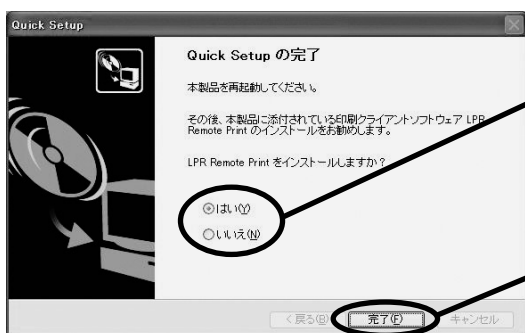 Quick Setup
Quick Setup の完了
本製品を再起動してください。
その後、本製品に添付されている印刷クライアントソフトウェア LPR
Remote Print のインストールをお勧めします。
LPR Remote Print をインストールしますか?
はい(Y)
いいえ(N)
< 戻る(B)
完了(F)
キャンセル